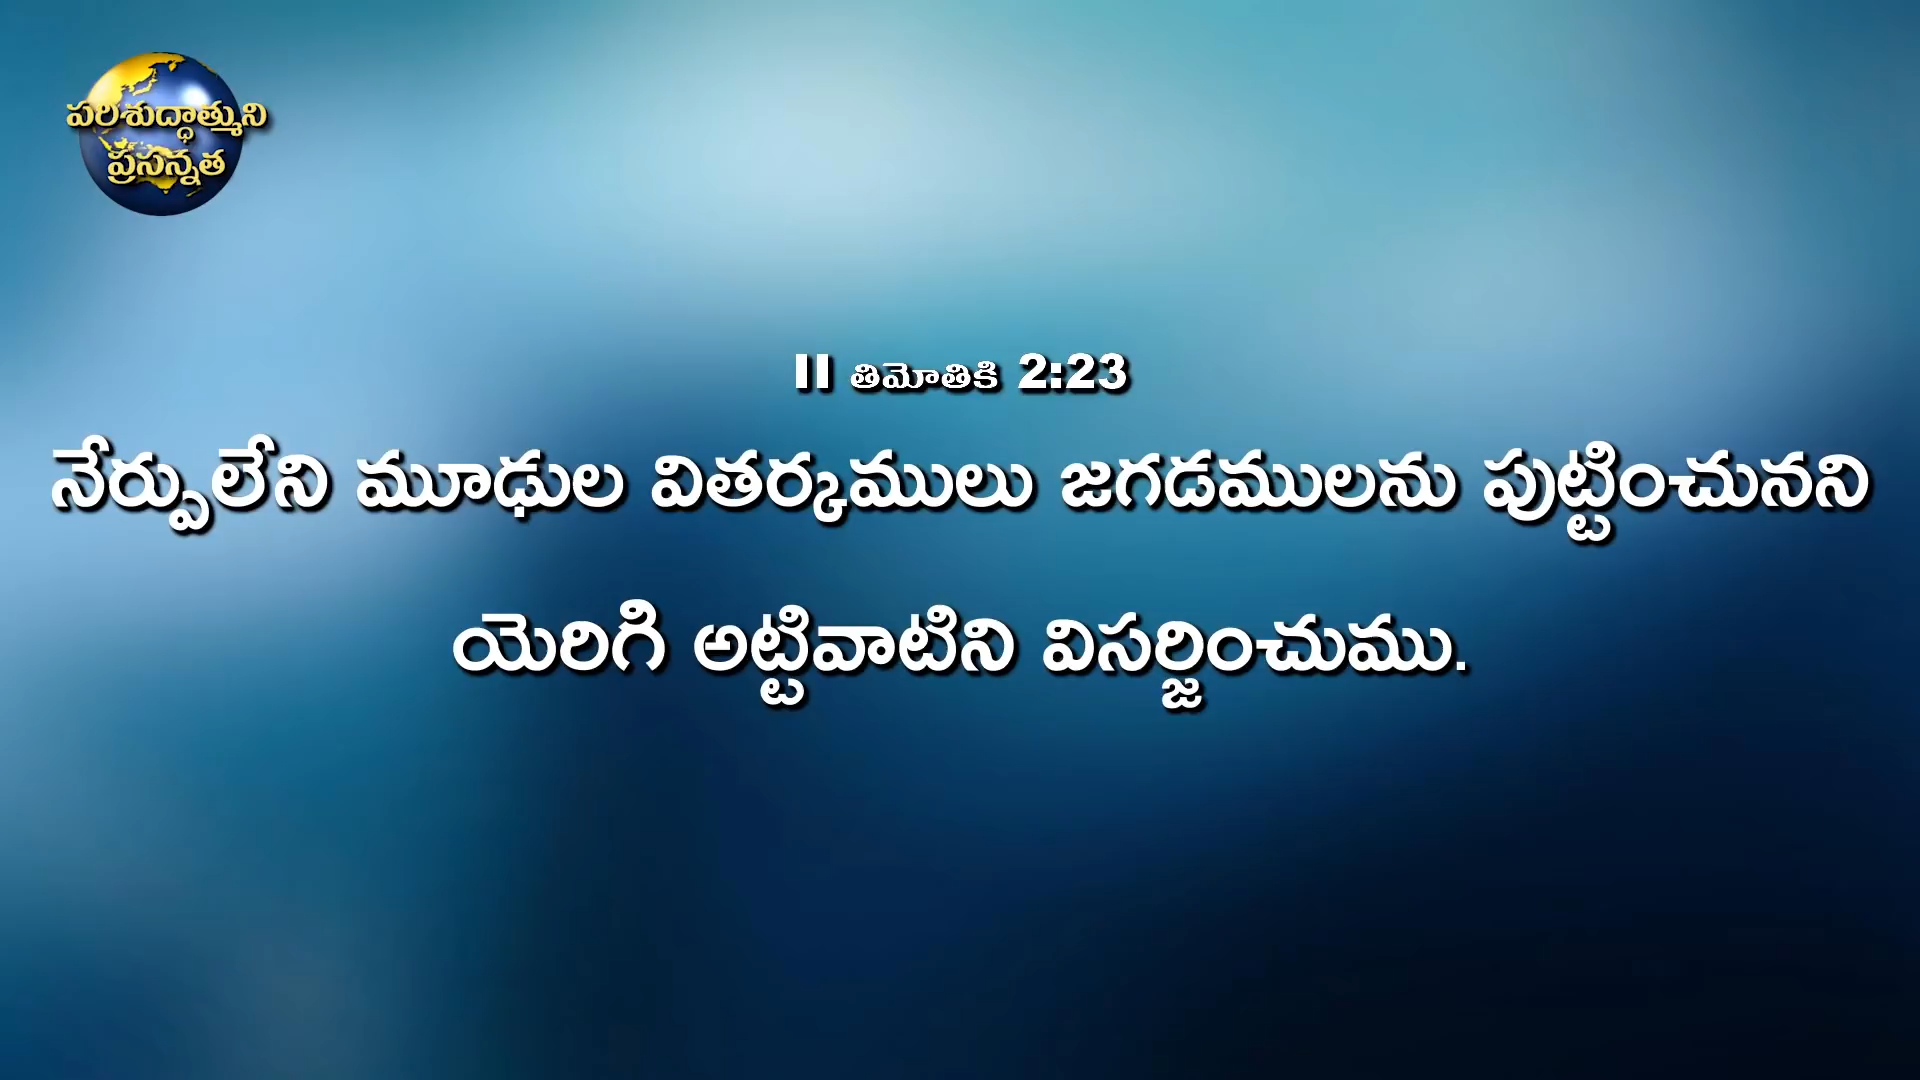 పరిశుద్ధాత్ముని
ప్రసన్నత
II తిమోతికి 2:23
నేర్పులేని మూఢుల వితర్కములు జగడములను పుట్టించునని
యెరిగి అట్టివాటిని విసర్జించుము.